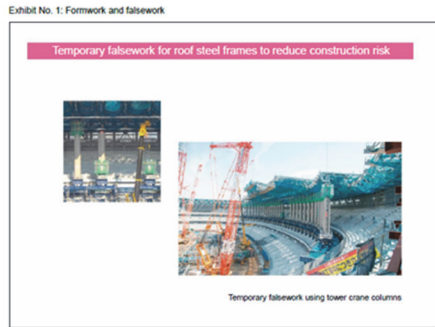 Exhibit No. 1: Formwork and falsework
Temporary falsework for roof steel frames to reduce construction risk
Temporary falsework using tower crane columns